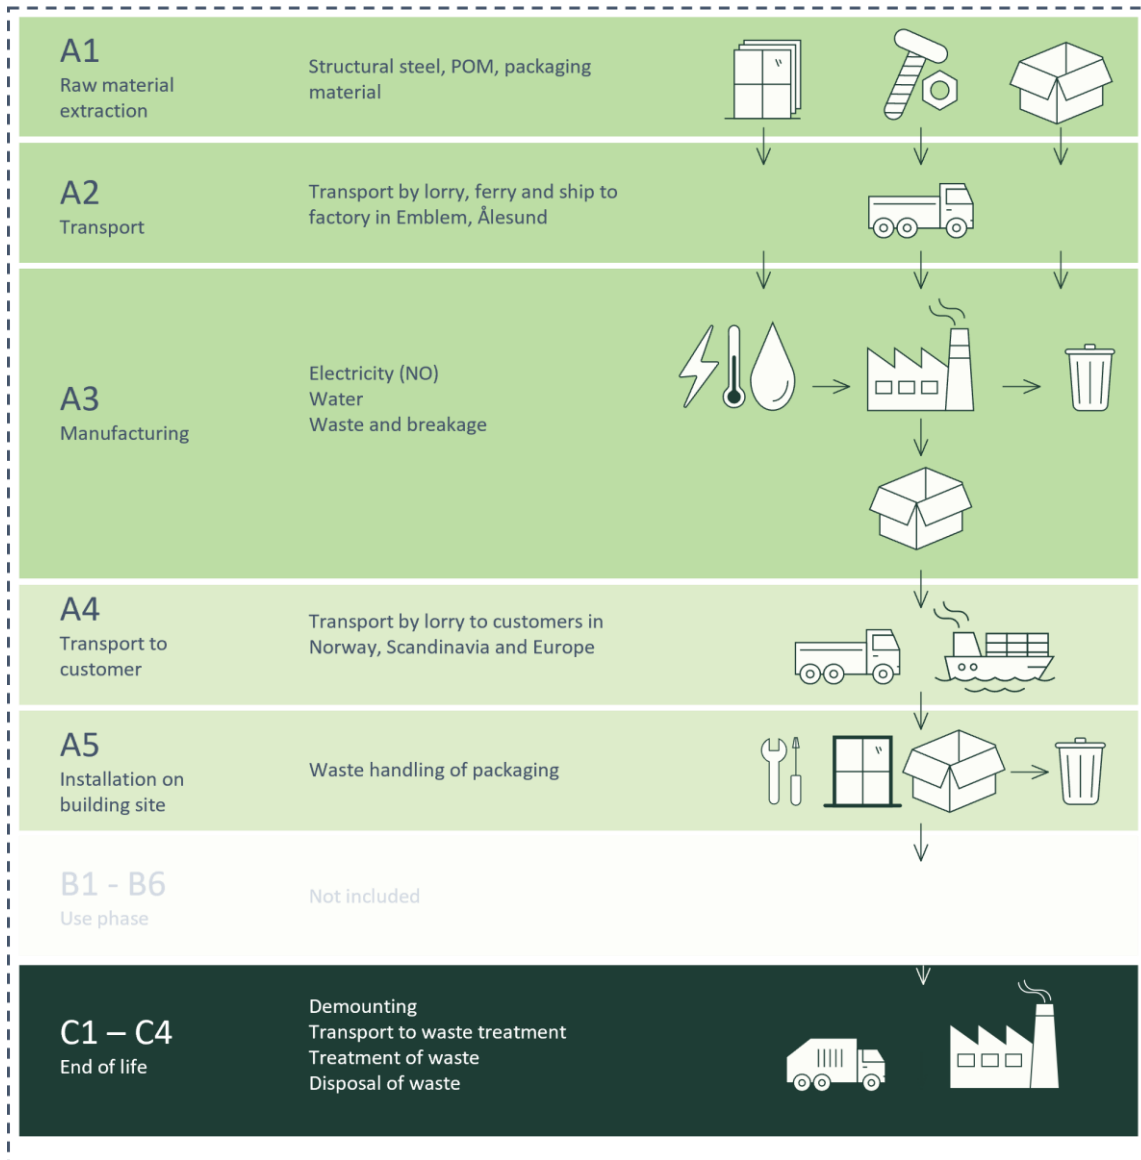 A1
Raw material
extraction
Structural steel, POM, packaging
material
A2
Transport
Transport by lorry, ferry and ship to
factory in Emblem, Ålesund
A3
Manufacturing
Electricity (NO)
Water
Waste and breakage
A4
Transport to
customer
Transport by lorry to customers in
Norway, Scandinavia and Europe
A5
Installation on
building site
Waste handling of packaging
B1 - B6
Use phase
Not included
C1 – C4
End of life
Demounting
Transport to waste treatment
Treatment of waste
Disposal of waste